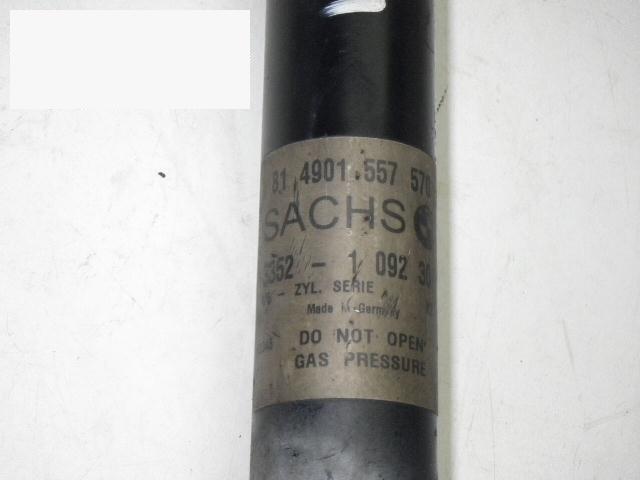 81 4901 557 570
SACHS
352 - 1 092 30
- ZYL. SERIE
Made in Germany
DO NOT OPEN
GAS PRESSURE